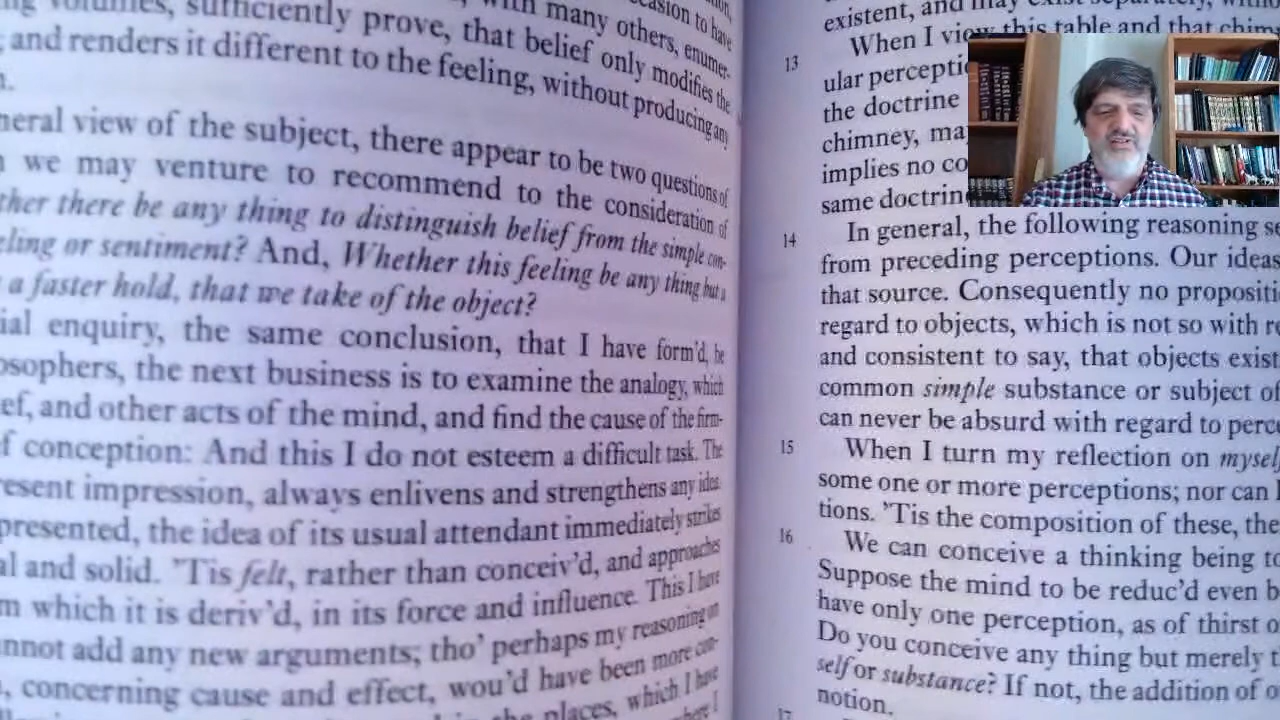 volumes, sufficiently prove, that belief only modifies the
with many others, enumer-
occasion to have
and renders it different to the feeling, without producing any
neral view of the subject, there appear to be two questions of
we may venture to recommend to the consideration of
ther there be any thing to distinguish belief from the simple con-
eling or sentiment? And, Whether this feeling be any thing but a
a faster hold, that we take of the object?
ial enquiry, the same conclusion, that I have form'd, be
osophers, the next business is to examine the analogy, which
ef, and other acts of the mind, and find the cause of the firm-
f conception: And this I do not esteem a difficult task. The
resent impression, always enlivens and strengthens any idea.
presented, the idea of its usual attendant immediately strikes
al and solid. 'Tis felt, rather than conceiv'd, and approaches
m which it is deriv'd, in its force and influence. This I have
nnot add any new arguments; tho' perhaps my reasoning on
, concerning cause and effect, wou'd have been more con-
the places, which I have
where I
existent, and may exist separately, witho
13 When I view this table and that chim
ular percepti
the doctrine
chimney, ma
implies no co
same doctrin
14 In general, the following reasoning se
from preceding perceptions. Our ideas
that source. Consequently no propositi
regard to objects, which is not so with r
and consistent to say, that objects exist
common simple substance or subject of
can never be absurd with regard to perce
15 When I turn my reflection on mysel
some one or more perceptions; nor can I
tions. 'Tis the composition of these, the
16 We can conceive a thinking being to
Suppose the mind to be reduc'd even b
have only one perception, as of thirst o
Do you conceive any thing but merely t
self or substance? If not, the addition of o
notion.
17